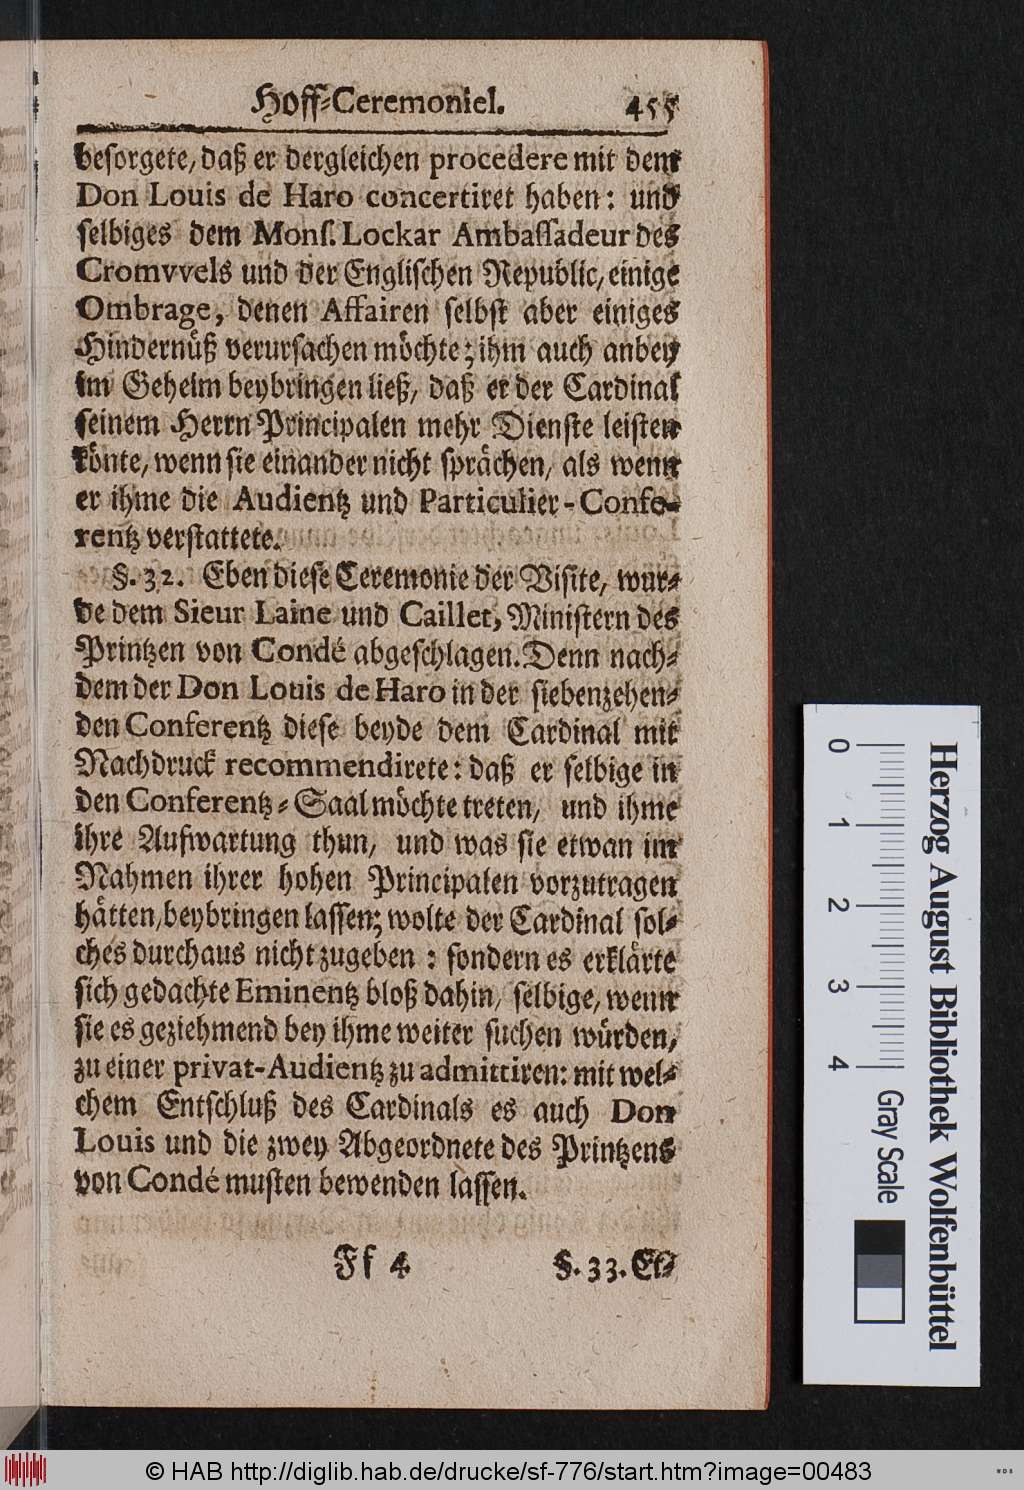 Hoff-Ceremoniel. 455
besorgete, daß er dergleichen procedere mit dem
Don Louis de Haro concertiret haben: und
selbiges dem Mons. Lockar Ambassadeur des
Cromvvels und der Englischen Republic, einige
Ombrage, denen Affairen selbst aber einiges
Hindernüß verursachen möchte; ihm auch anbey
im Geheim beybringen ließ, daß er der Cardinal
seinem Herrn Principalen mehr Dienste leisten
könte, wenn sie einander nicht sprächen, als wenn
er ihme die Audientz und Particulier-Confe-
rentz verstattete.
§. 32. Eben diese Ceremonie der Visite, wur-
de dem Sieur Laine und Caillet, Ministern des
Printzen von Condé abgeschlagen. Denn nach-
dem der Don Louis de Haro in der siebenzehen-
den Conferentz diese beyde dem Cardinal mit
Nachdruck recommendirete: daß er selbige in
den Conferentz-Saal möchte treten, und ihme
ihre Aufwartung thun, und was sie etwan im
Nahmen ihrer hohen Principalen vorzutragen
hätten, beybringen lassen; wolte der Cardinal sol-
ches durchaus nicht zugeben: sondern es erklärte
sich gedachte Eminentz bloß dahin, selbige, wenn
sie es geziehmend bey ihme weiter suchen würden,
zu einer privat-Audientz zu admittiren: mit wel-
chem Entschluß des Cardinals es auch Don
Louis und die zwey Abgeordnete des Printzens
von Condé musten bewenden lassen.
Ff 4 §. 33. Et-
Herzog August Bibliothek Wolfenbüttel
0 1 2 3 4 Gray Scale
© HAB http://diglib.hab.de/drucke/sf-776/start.htm?image=00483